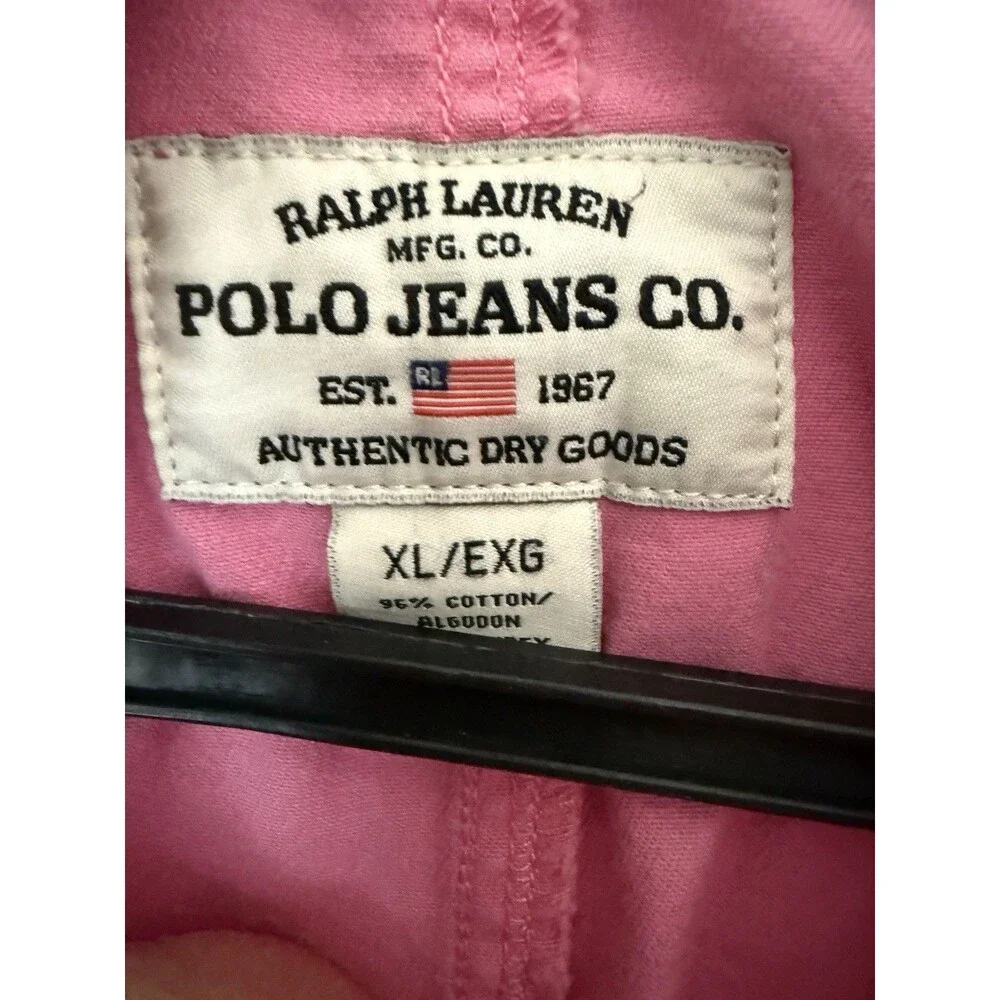 RALPH LAUREN
MFG. CO.
POLO JEANS CO.
EST. RL 1967
AUTHENTIC DRY GOODS
XL/EXG
96% COTTON/
ALGODON